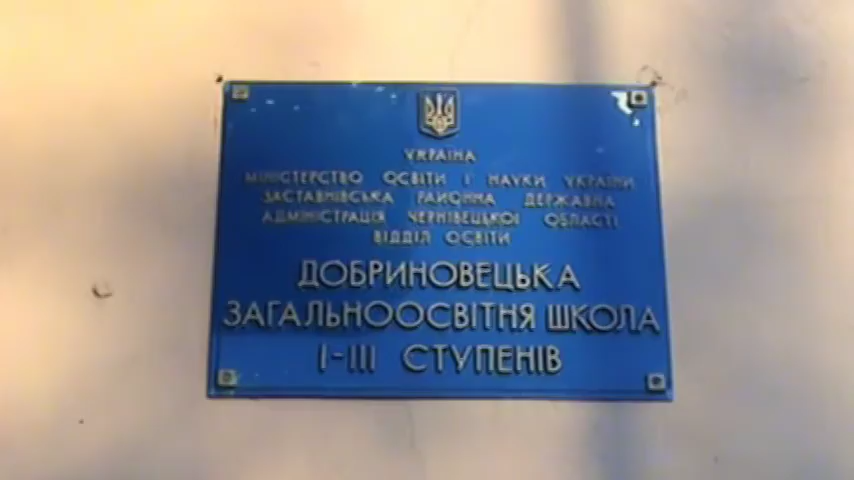 УКРАЇНА
МІНІСТЕРСТВО ОСВІТИ І НАУКИ УКРАЇНИ
ЗАСТАВНІВСЬКА РАЙОННА ДЕРЖАВНА
АДМІНІСТРАЦІЯ ЧЕРНІВЕЦЬКОЇ ОБЛАСТІ
ВІДДІЛ ОСВІТИ
ДОБРИНОВЕЦЬКА
ЗАГАЛЬНООСВІТНЯ ШКОЛА
І-ІІІ СТУПЕНІВ